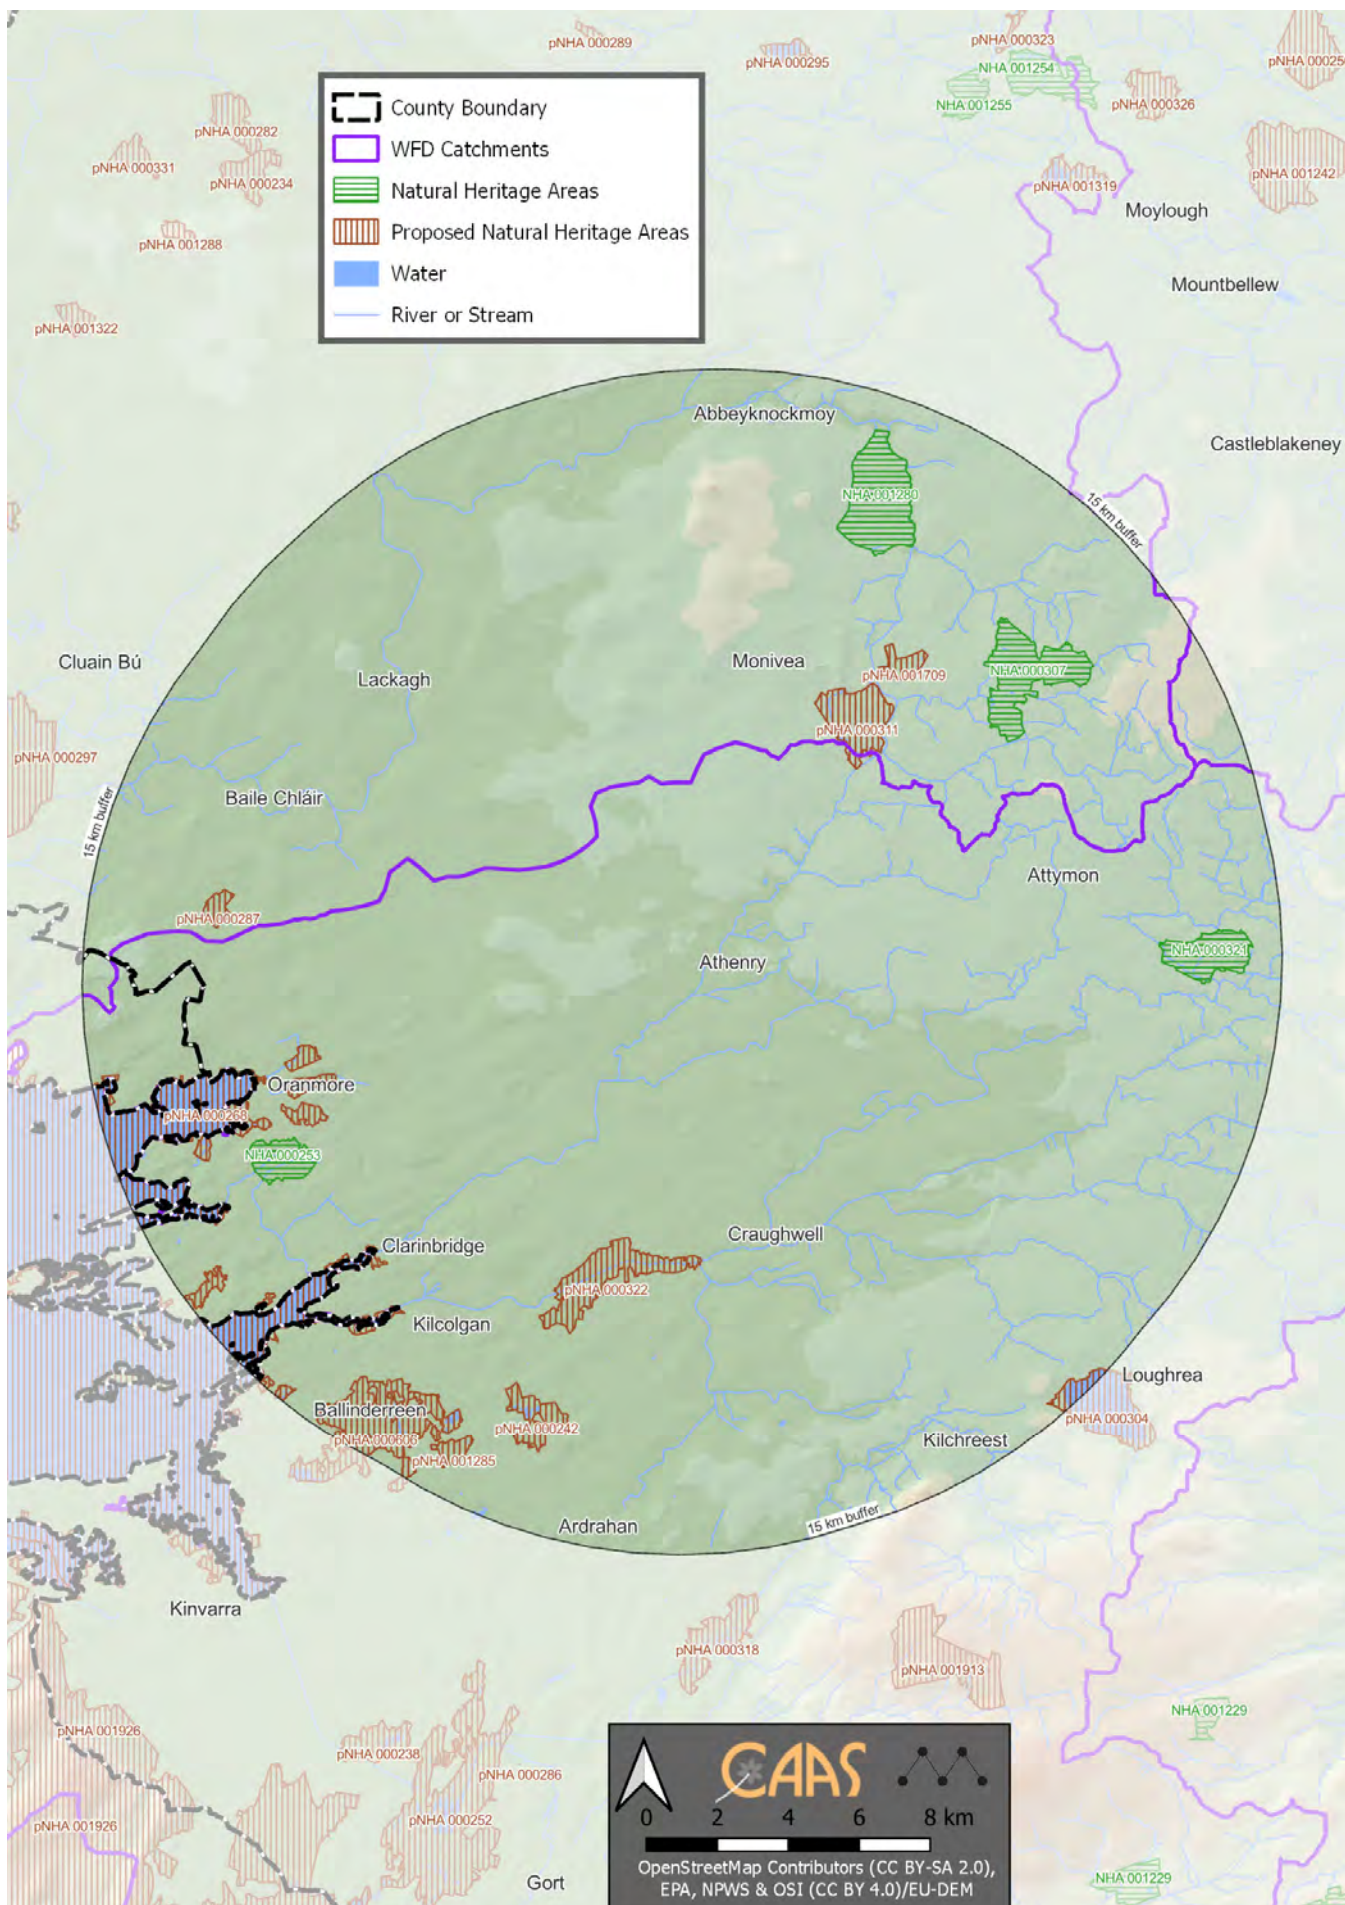 pNHA 000289
pNHA 000295
pNHA 000323
pNHA 000250
NHA 001254
NHA 001255
pNHA 000326
pNHA 000282
pNHA 000331
pNHA 000234
pNHA 001242
pNHA 001319
Moylough
pNHA 001288
Mountbellew
pNHA 001322
County Boundary
WFD Catchments
Natural Heritage Areas
Proposed Natural Heritage Areas
Water
River or Stream
Abbeyknockmoy
Castleblakeney
NHA 001280
15 km buffer
Cluain Bú
Lackagh
Monivea
pNHA 001709
NHA 000307
pNHA 000311
pNHA 000297
Baile Chláir
15 km buffer
Attymon
pNHA 000287
NHA 000321
Athenry
Oranmore
pNHA 000268
NHA 000253
Clarinbridge
Craughwell
pNHA 000322
Kilcolgan
Loughrea
Ballinderreen
pNHA 000242
pNHA 000304
pNHA 000606
pNHA 001285
Kilchreest
15 km buffer
Ardrahan
Kinvarra
pNHA 000318
pNHA 001913
NHA 001229
pNHA 001926
pNHA 000238
pNHA 000286
pNHA 000252
pNHA 001926
Gort
NHA 001229
CAAS
0 2 4 6 8 km
OpenStreetMap Contributors (CC BY-SA 2.0),
EPA, NPWS & OSI (CC BY 4.0)/EU-DEM